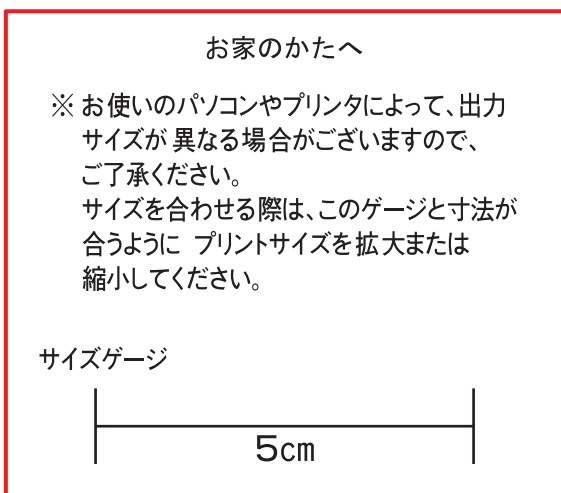 お家のかたへ
※ お使いのパソコンやプリンタによって、出力
サイズが異なる場合がございますので、
ご了承ください。
サイズを合わせる際は、このゲージと寸法が
合うように プリントサイズを拡大または
縮小してください。
サイズゲージ
5cm